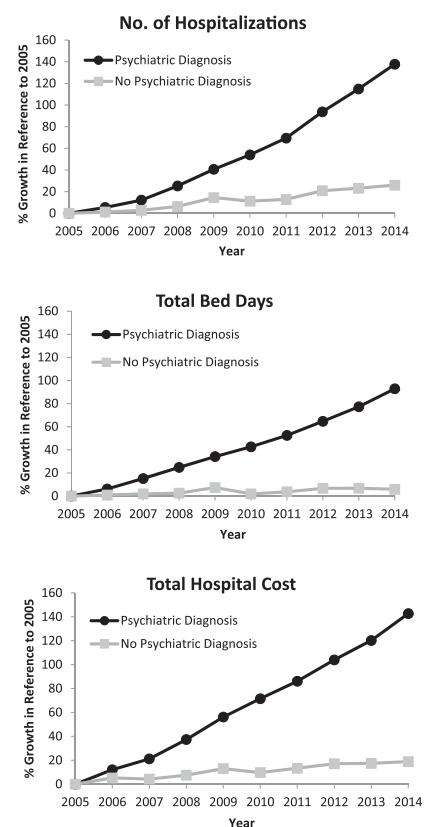 No. of Hospitalizations
% Growth in Reference to 2005
160
140
120
100
80
60
40
20
0
Psychiatric Diagnosis
No Psychiatric Diagnosis
2005 2006 2007 2008 2009 2010 2011 2012 2013 2014
Year
Total Bed Days
% Growth in Reference to 2005
160
140
120
100
80
60
40
20
0
Psychiatric Diagnosis
No Psychiatric Diagnosis
2005 2006 2007 2008 2009 2010 2011 2012 2013 2014
Year
Total Hospital Cost
% Growth in Reference to 2005
160
140
120
100
80
60
40
20
0
Psychiatric Diagnosis
No Psychiatric Diagnosis
2005 2006 2007 2008 2009 2010 2011 2012 2013 2014
Year